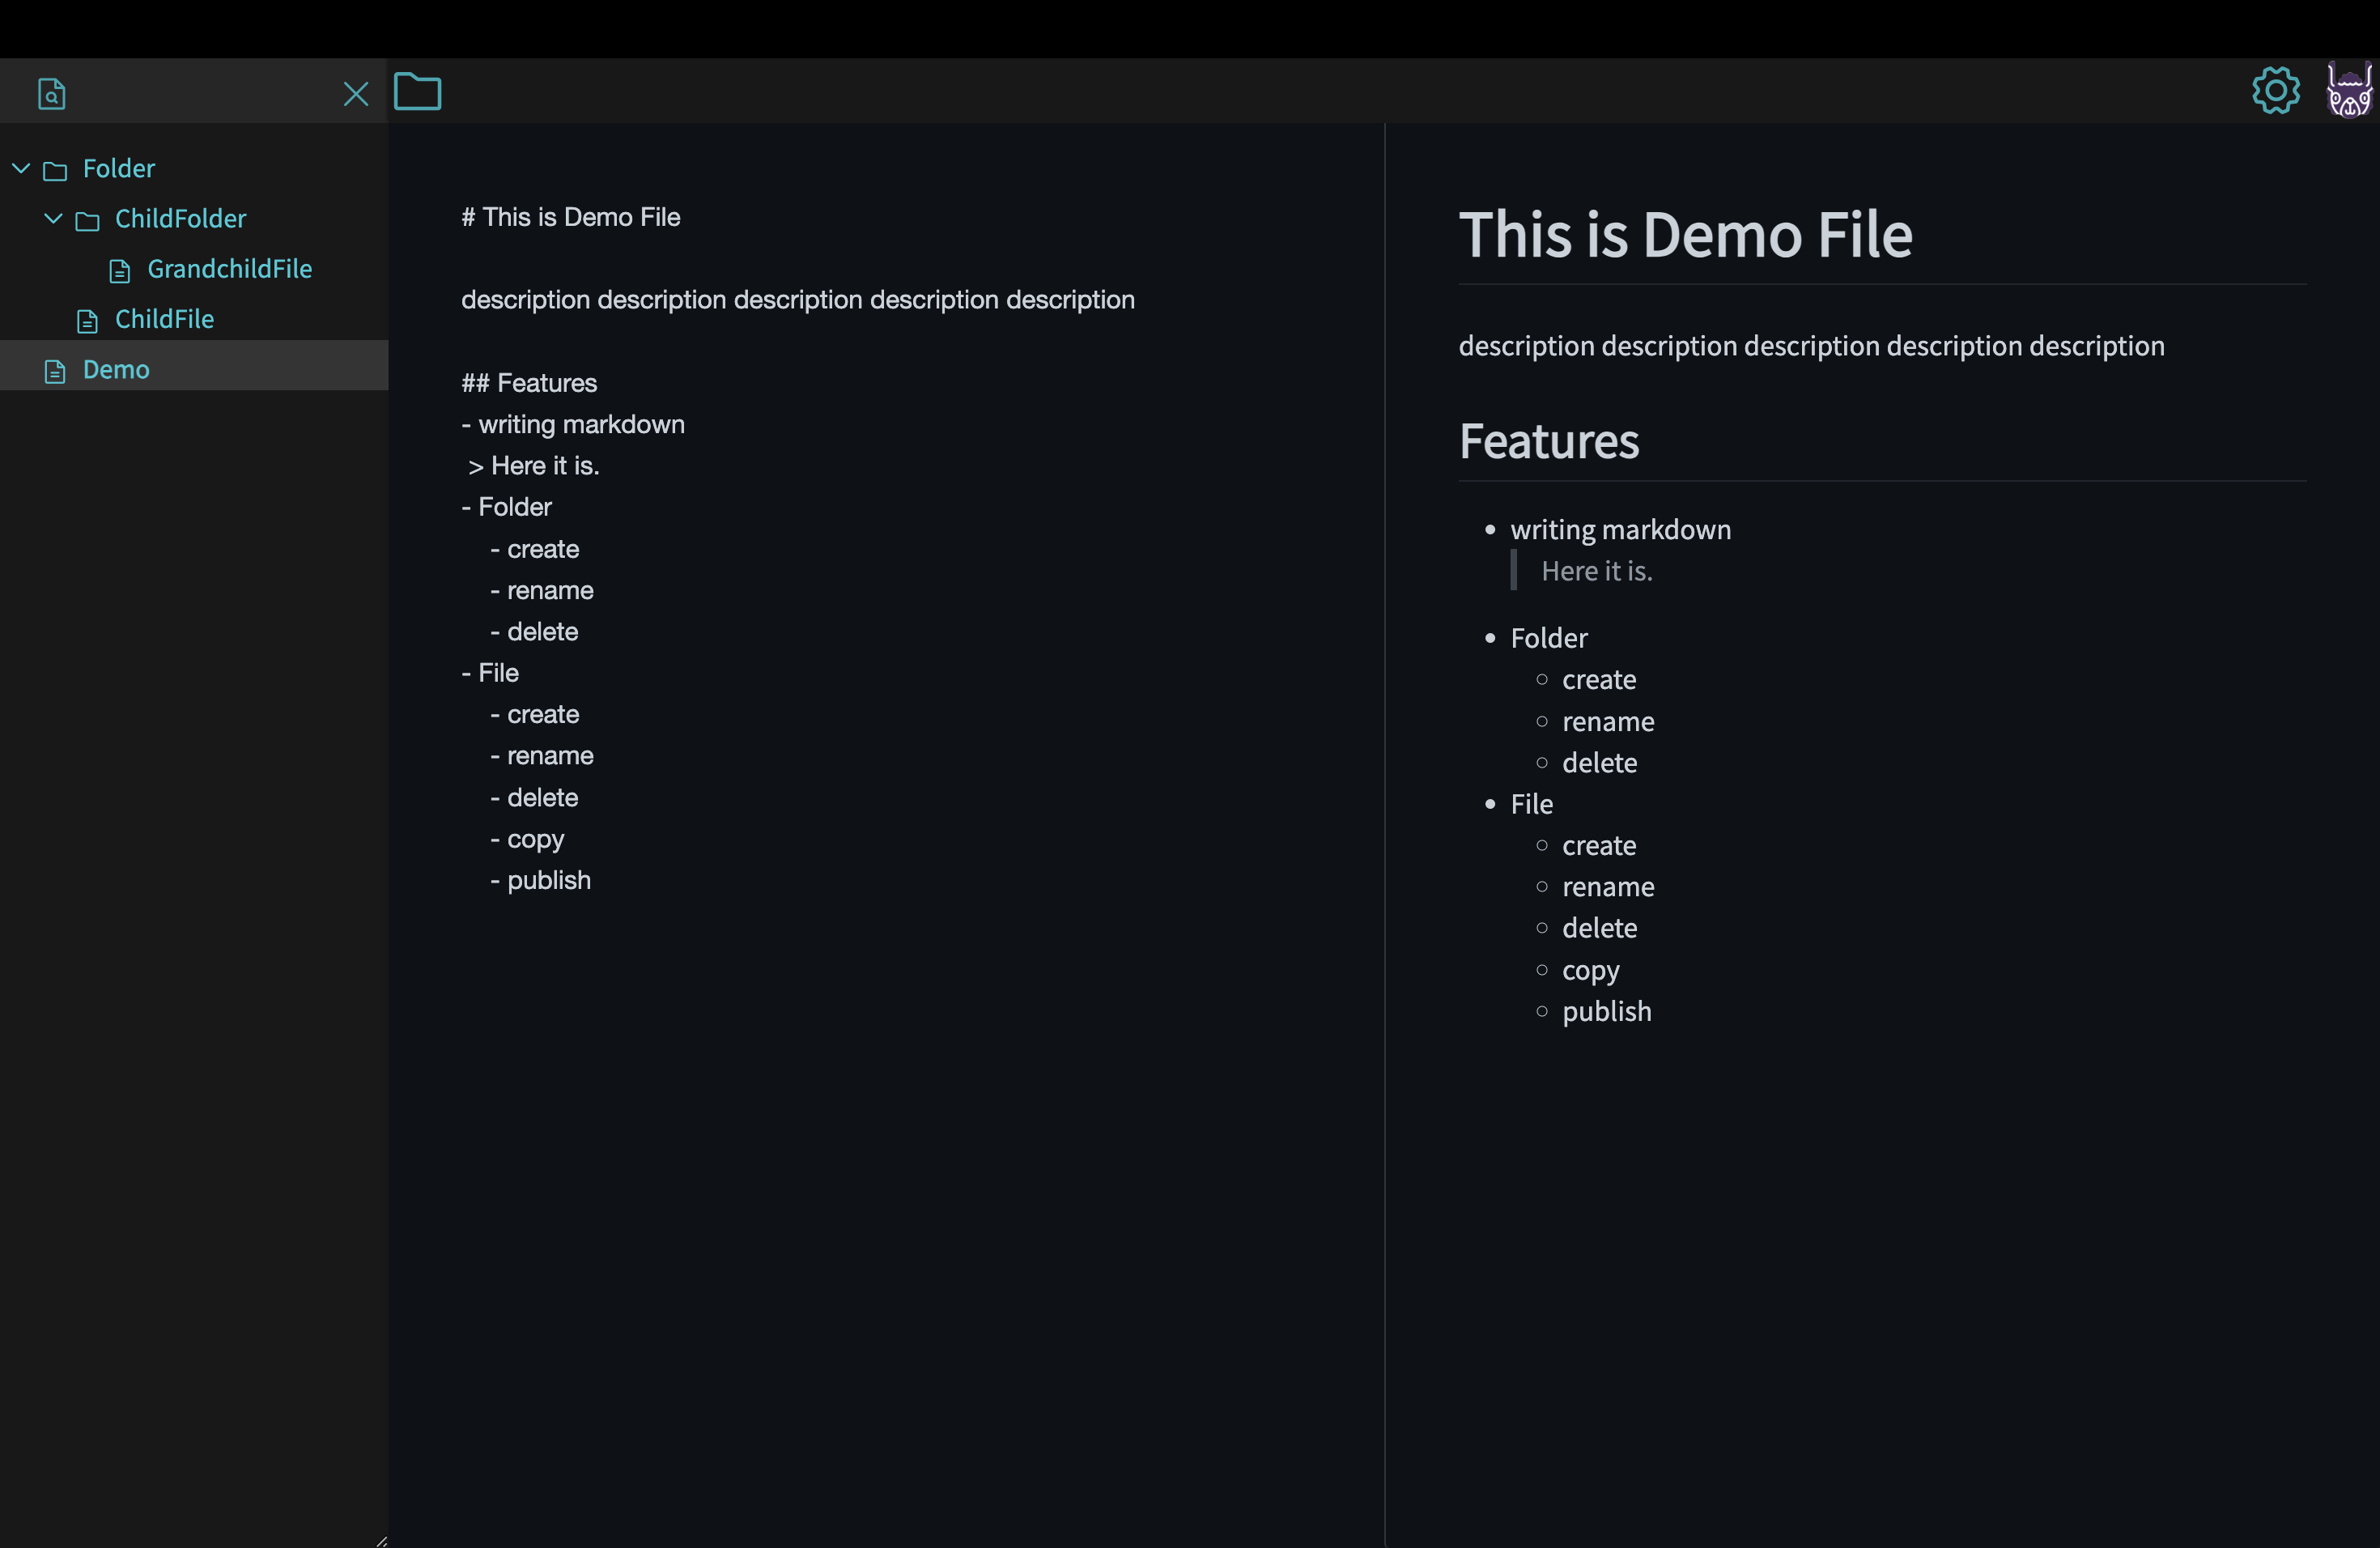 Folder
ChildFolder
GrandchildFile
ChildFile
Demo
# This is Demo File
description description description description description
## Features
- writing markdown
> Here it is.
- Folder
- create
- rename
- delete
- File
- create
- rename
- delete
- copy
- publish
This is Demo File
description description description description description
Features
• writing markdown
Here it is.
• Folder
○ create
○ rename
○ delete
• File
○ create
○ rename
○ delete
○ copy
○ publish